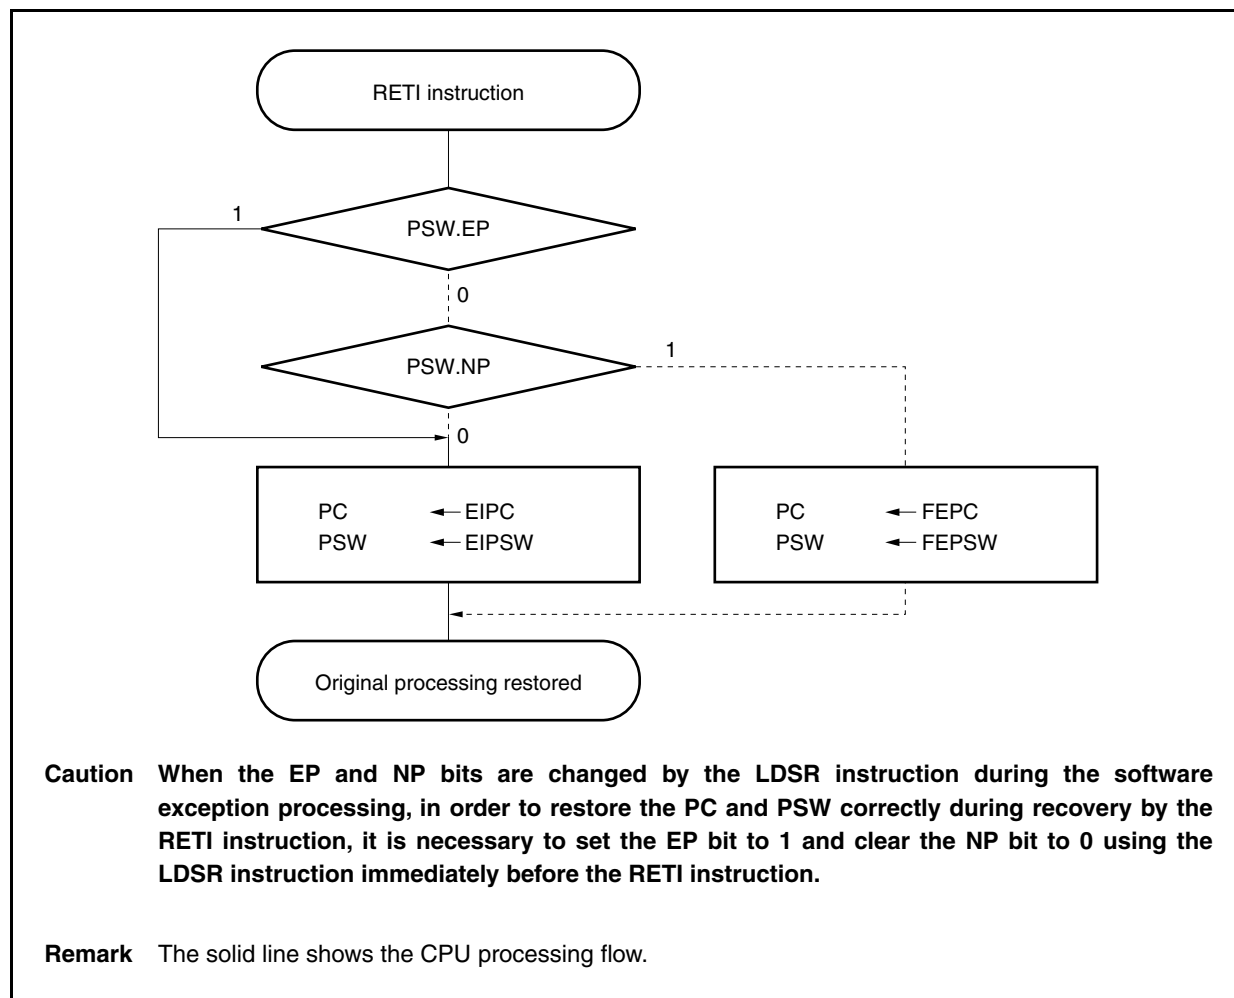 RETI instruction
1
PSW.EP
0
1
PSW.NP
0
PC EIPC
PSW EIPSW
PC FEPC
PSW FEPSW
Original processing restored
Caution When the EP and NP bits are changed by the LDSR instruction during the software
exception processing, in order to restore the PC and PSW correctly during recovery by the
RETI instruction, it is necessary to set the EP bit to 1 and clear the NP bit to 0 using the
LDSR instruction immediately before the RETI instruction.
Remark The solid line shows the CPU processing flow.